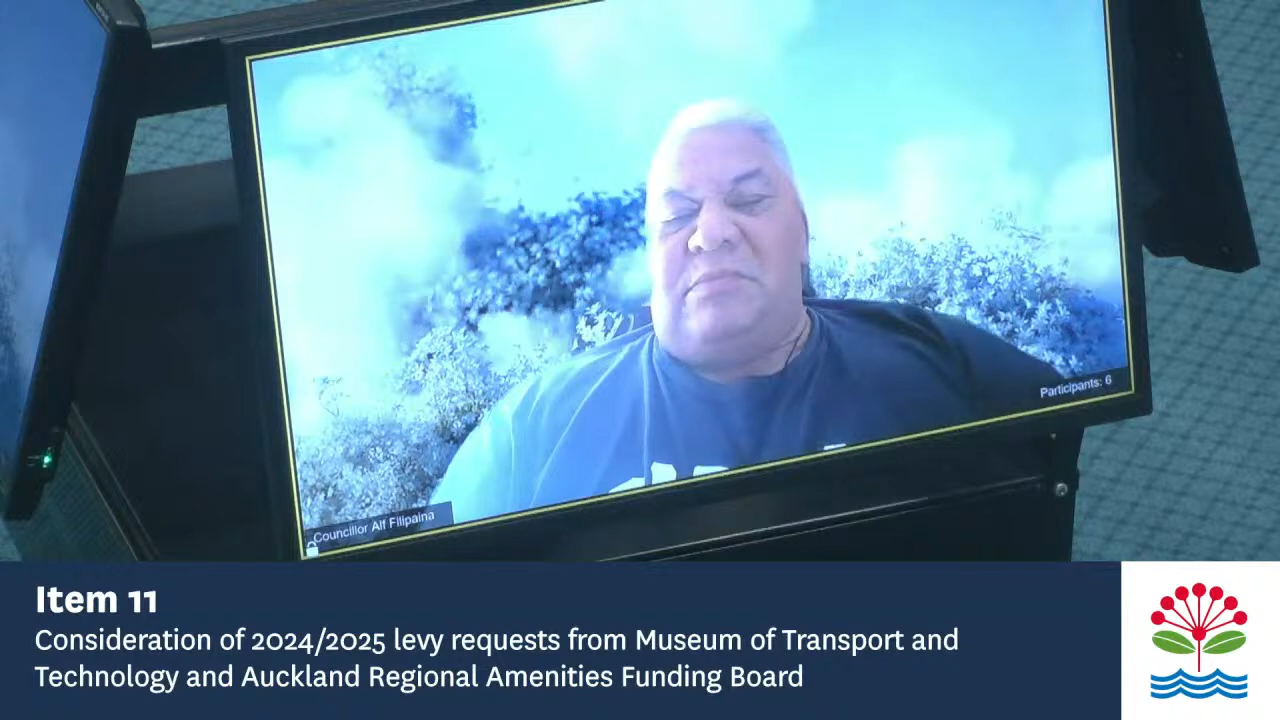 Participants: 6
Councillor Alf Filipaina
Item 11
Consideration of 2024/2025 levy requests from Museum of Transport and
Technology and Auckland Regional Amenities Funding Board